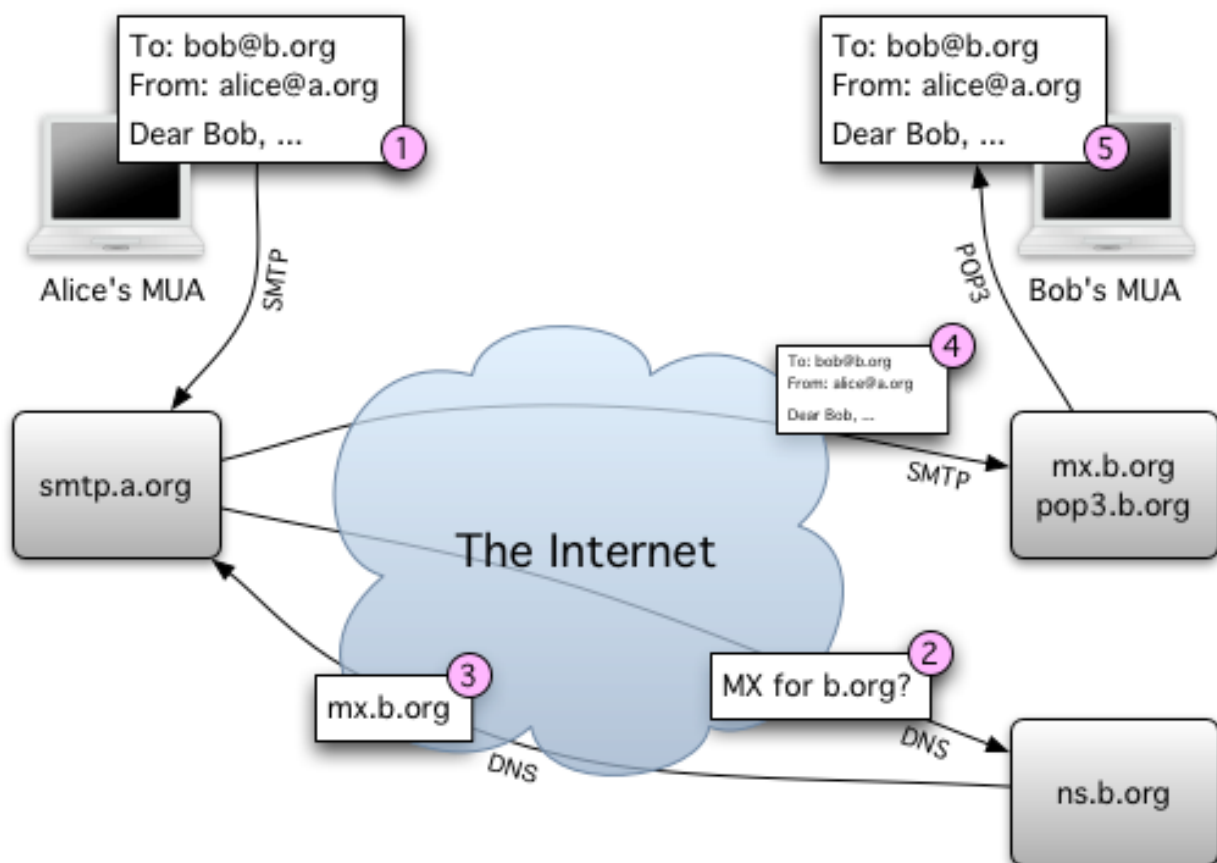 To: bob@b.org
From: alice@a.org
Dear Bob, ...
1
Alice's MUA
SMTP
To: bob@b.org
From: alice@a.org
Dear Bob, ...
5
Bob's MUA
POP3
smtp.a.org
The Internet
To: bob@b.org
From: alice@a.org
Dear Bob, ...
4
SMTP
mx.b.org
pop3.b.org
MX for b.org?
2
DNS
mx.b.org
3
DNS
ns.b.org